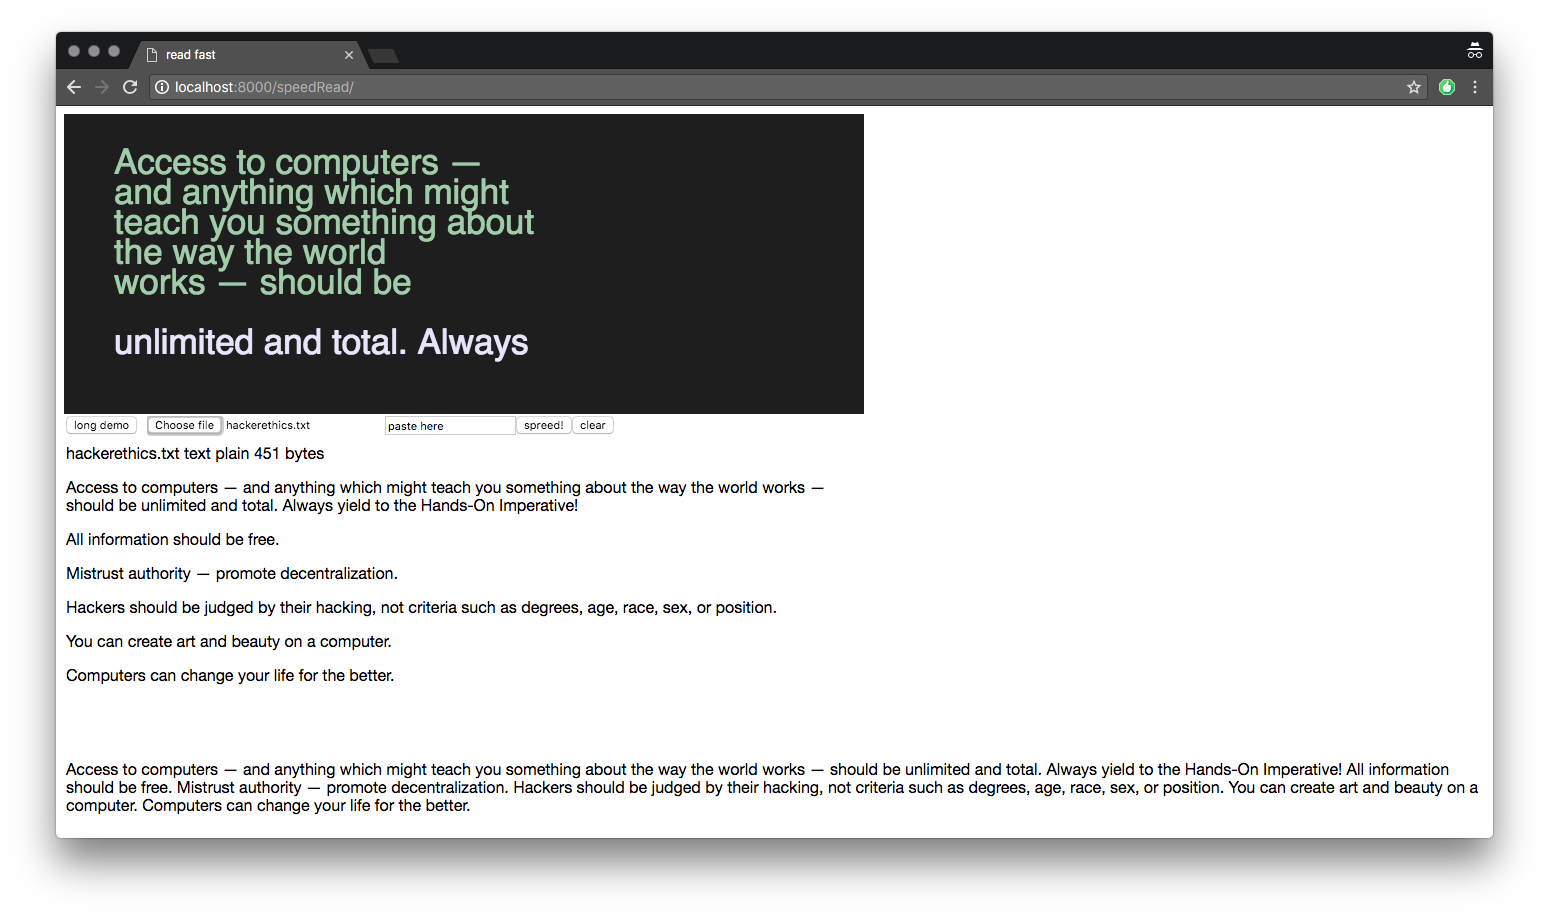 read fast
localhost:8000/speedRead/
Access to computers —
and anything which might
teach you something about
the way the world
works — should be
unlimited and total. Always
long demo Choose file hackerethics.txt paste here spreed! clear
hackerethics.txt text plain 451 bytes
Access to computers — and anything which might teach you something about the way the world works —
should be unlimited and total. Always yield to the Hands-On Imperative!
All information should be free.
Mistrust authority — promote decentralization.
Hackers should be judged by their hacking, not criteria such as degrees, age, race, sex, or position.
You can create art and beauty on a computer.
Computers can change your life for the better.
Access to computers — and anything which might teach you something about the way the world works — should be unlimited and total. Always yield to the Hands-On Imperative! All information
should be free. Mistrust authority — promote decentralization. Hackers should be judged by their hacking, not criteria such as degrees, age, race, sex, or position. You can create art and beauty on a
computer. Computers can change your life for the better.